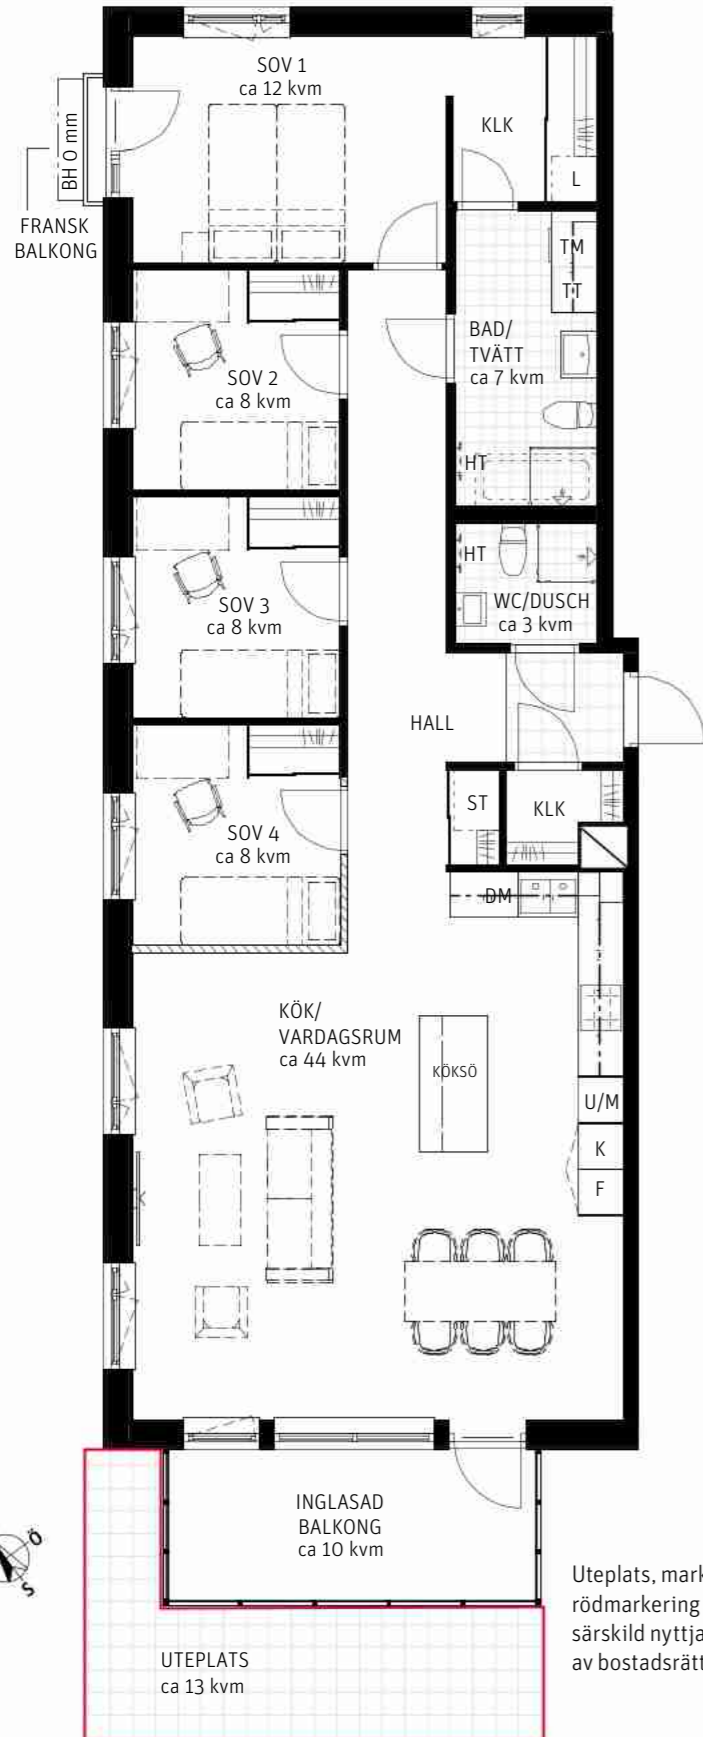 SOV 1
ca 12 kvm
KLK
BH 0 mm
L
FRANSK
BALKONG
TM
TT
BAD/
TVÄTT
ca 7 kvm
SOV 2
ca 8 kvm
HT
HT
WC/DUSCH
ca 3 kvm
SOV 3
ca 8 kvm
HALL
ST
KLK
SOV 4
ca 8 kvm
DM
KÖK/
VARDAGSRUM
ca 44 kvm
KÖKSÖ
U/M
K
F
INGLASAD
BALKONG
ca 10 kvm
Ö
S
Uteplats, mark
rödmarkering
särskild nyttja
av bostadsrätt
UTEPLATS
ca 13 kvm